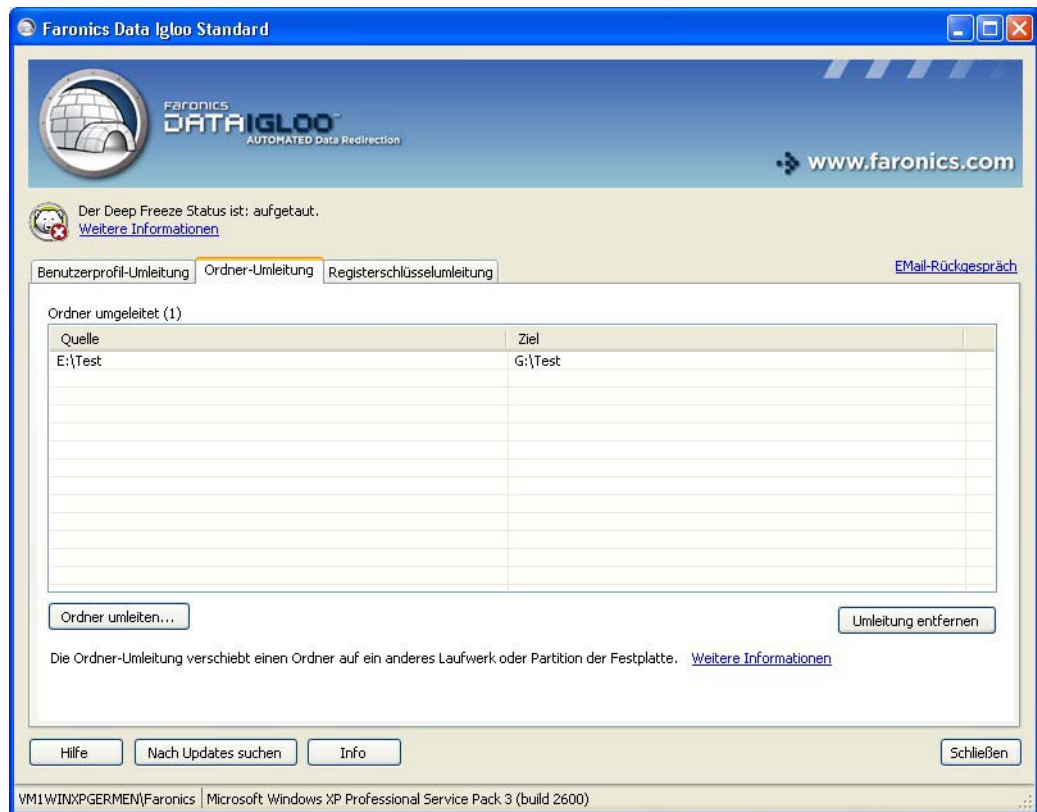 Faronics Data Igloo Standard
Faronics
DATAIGLOO™
AUTOMATED Data Redirection
www.faronics.com
Der Deep Freeze Status ist: aufgetaut.
Weitere Informationen
Benutzerprofil-Umleitung
Ordner-Umleitung
Registerschlüsselumleitung
EMail-Rückgespräch
Ordner umgeleitet (1)
Quelle
Ziel
E:\Test
G:\Test
Ordner umleiten...
Umleitung entfernen
Die Ordner-Umleitung verschiebt einen Ordner auf ein anderes Laufwerk oder Partition der Festplatte. Weitere Informationen
Hilfe
Nach Updates suchen
Info
Schließen
VM1WINXPGERMEN\Faronics
Microsoft Windows XP Professional Service Pack 3 (build 2600)